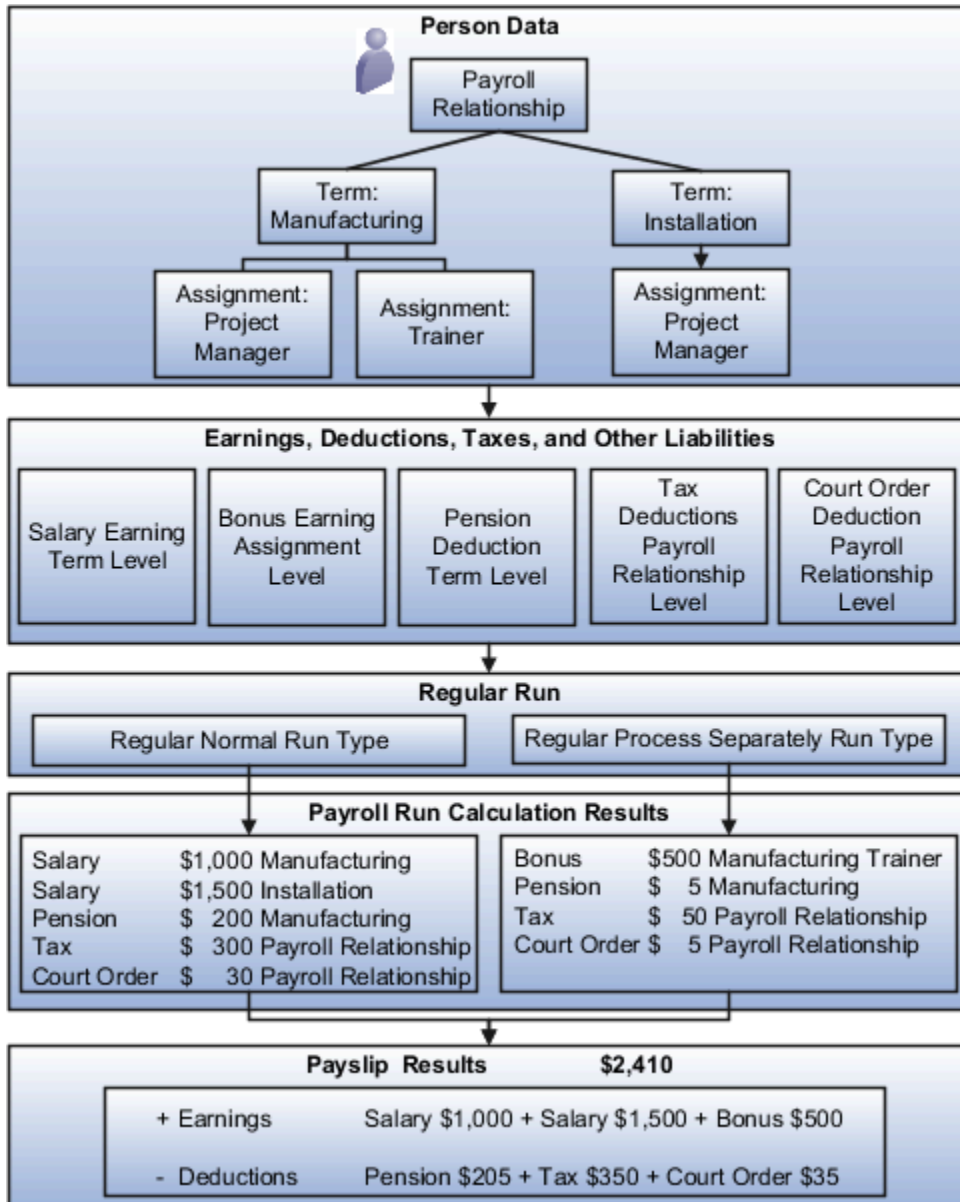 Person Data
Payroll
Relationship
Term:
Manufacturing
Term:
Installation
Assignment:
Project
Manager
Assignment:
Trainer
Assignment:
Project
Manager
Earnings, Deductions, Taxes, and Other Liabilities
Salary Earning
Term Level
Bonus Earning
Assignment
Level
Pension
Deduction
Term Level
Tax
Deductions
Payroll
Relationship
Level
Court Order
Deduction
Payroll
Relationship
Level
Regular Run
Regular Normal Run Type
Regular Process Separately Run Type
Payroll Run Calculation Results
Salary $1,000 Manufacturing
Salary $1,500 Installation
Pension $ 200 Manufacturing
Tax $ 300 Payroll Relationship
Court Order $ 30 Payroll Relationship
Bonus $500 Manufacturing Trainer
Pension $ 5 Manufacturing
Tax $ 50 Payroll Relationship
Court Order $ 5 Payroll Relationship
Payslip Results $2,410
+ Earnings Salary $1,000 + Salary $1,500 + Bonus $500
- Deductions Pension $205 + Tax $350 + Court Order $35